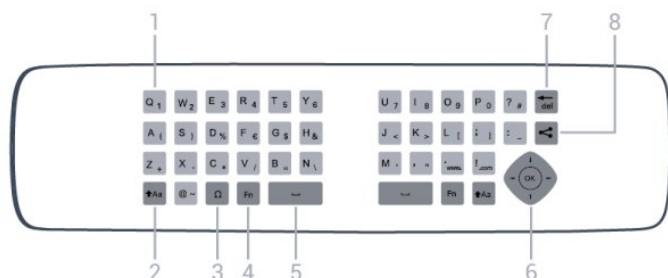 1 7 8
Q 1 W 2 E 3 R 4 T 5 Y 6 U 7 I 8 O 9 P 0 ? # del
A ( S ) D % F € G $ H & J < K > L [ ; ] : _
Z + X - C * V / B " N \ M ' , " . www. ! .com
Aa @ ~ Ω Fn Fn Aa OK
2 3 4 5 6